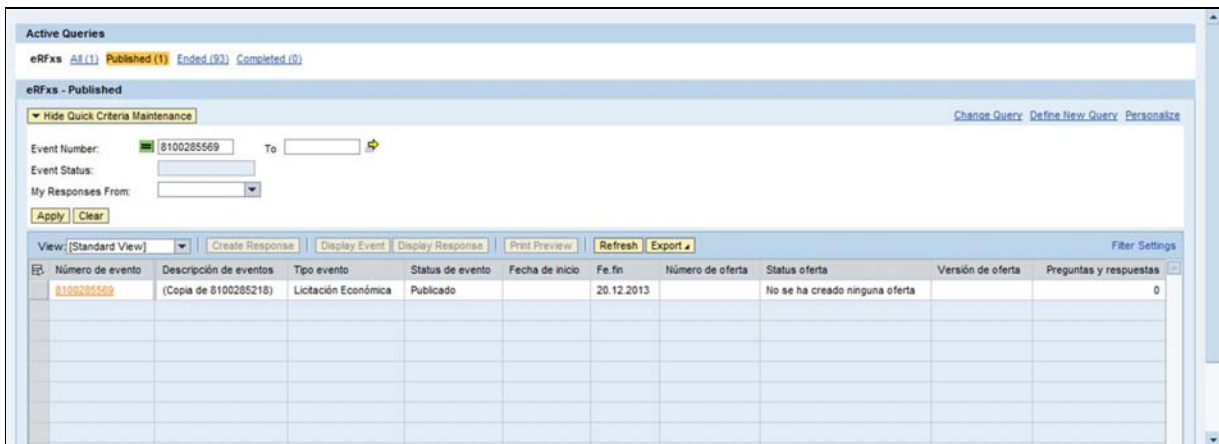 Active Queries
eRFxs All (1) Published (1) Ended (93) Completed (0)
eRFxs - Published
Hide Quick Criteria Maintenance Change Query Define New Query Personalize
Event Number: 8100285569 To
Event Status:
My Responses From:
Apply Clear
View: [Standard View] Create Response Display Event Display Response Print Preview Refresh Export Filter Settings
Número de evento Descripción de eventos Tipo evento Status de evento Fecha de inicio Fe.fin Número de oferta Status oferta Versión de oferta Preguntas y respuestas
8100285569 (Copia de 8100285218) Licitación Económica Publicado 20.12.2013 No se ha creado ninguna oferta 0